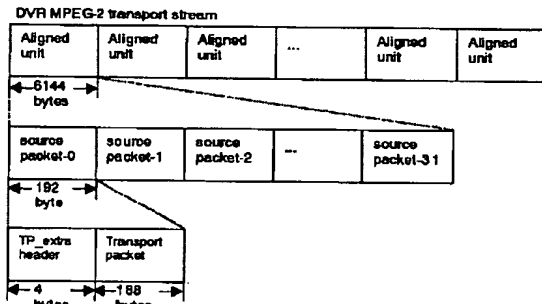 DVR MPEG-2 transport stream
Aligned unit Aligned unit Aligned unit ... Aligned unit Aligned unit
6144 bytes
source packet-0 source packet-1 source packet-2 ... source packet-31
192 byte
TP_extra header Transport packet
4 bytes 188 bytes